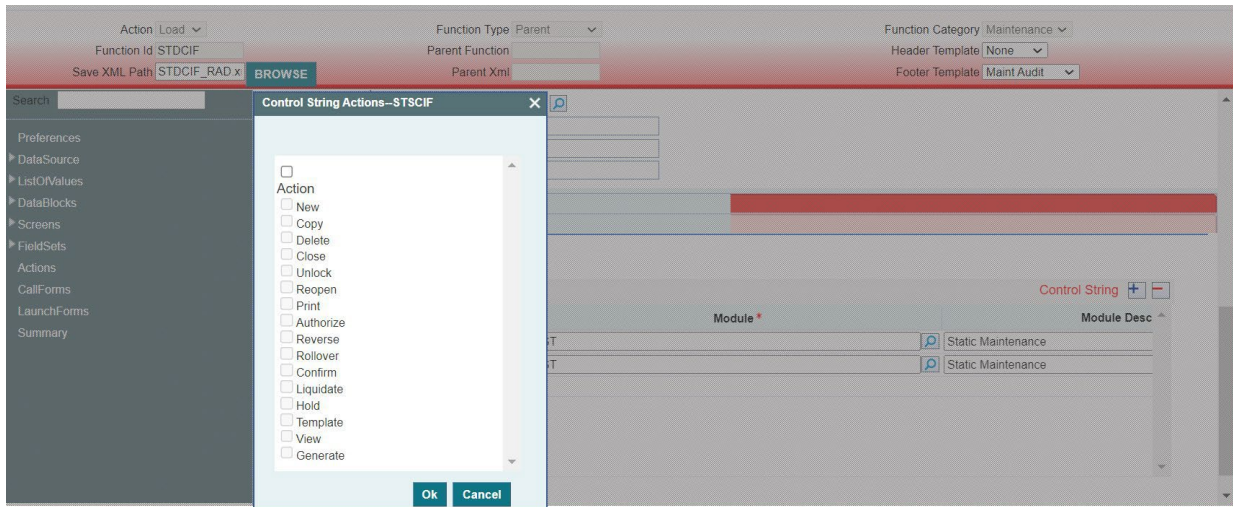 Action Load Function Type Parent Function Category Maintenance
Function Id STDCIF Parent Function Header Template None
Save XML Path STDCIF_RAD.x BROWSE Parent Xml Footer Template Maint Audit
Search
Preferences
DataSource
ListOfValues
DataBlocks
Screens
FieldSets
Actions
CallForms
LaunchForms
Summary
Control String Actions--STSCIF
Action
New
Copy
Delete
Close
Unlock
Reopen
Print
Authorize
Reverse
Rollover
Confirm
Liquidate
Hold
Template
View
Generate
Ok Cancel
Control String
Module * Module Desc
Static Maintenance
Static Maintenance